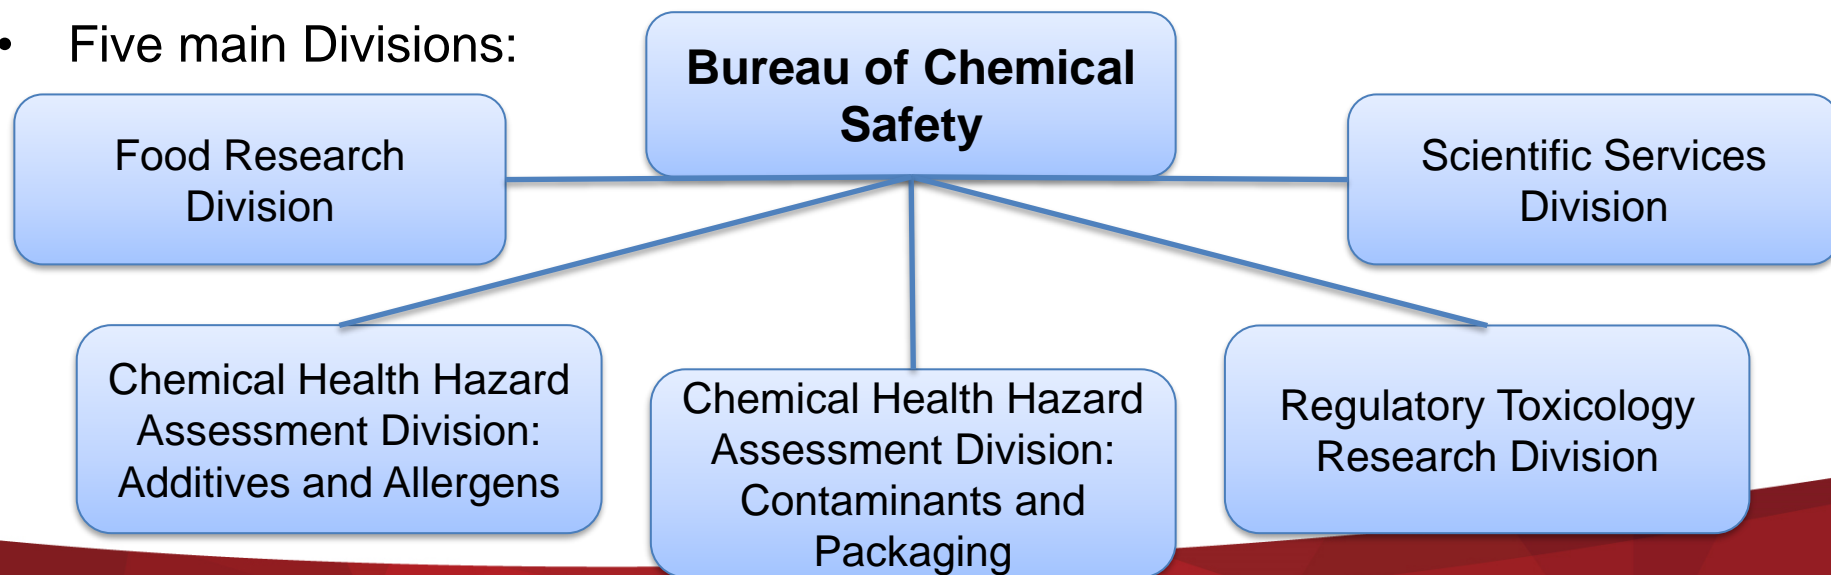 • Five main Divisions:
Bureau of Chemical
Safety
Food Research
Division
Scientific Services
Division
Chemical Health Hazard
Assessment Division:
Additives and Allergens
Chemical Health Hazard
Assessment Division:
Contaminants and
Packaging
Regulatory Toxicology
Research Division